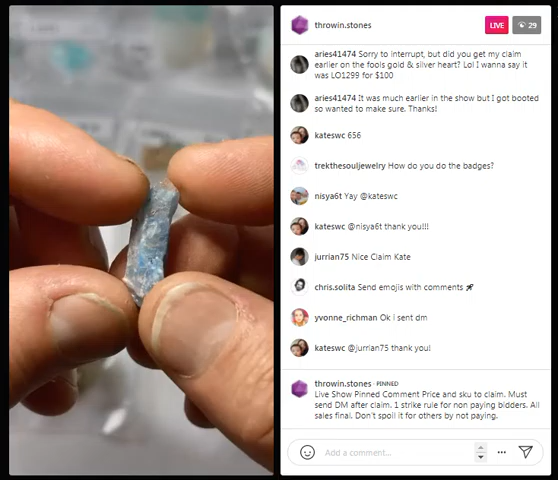 throwin.stones
LIVE
29
aries41474 Sorry to interrupt, but did you get my claim
earlier on the fools gold & silver heart? Lol I wanna say it
was LO1299 for $100
aries41474 It was much earlier in the show but I got booted
so wanted to make sure. Thanks!
kateswc 656
trekthesouljewelry How do you do the badges?
nisya6t Yay @kateswc
kateswc @nisya6t thank you!!!
jurrian75 Nice Claim Kate
chris.solita Send emojis with comments 🚀
yvonne_richman Ok i sent dm
kateswc @jurrian75 thank you!
throwin.stones · PINNED
Live Show Pinned Comment Price and sku to claim. Must
send DM after claim. 1 strike rule for non paying bidders. All
sales final. Don't spoil it for others by not paying.
Add a comment...